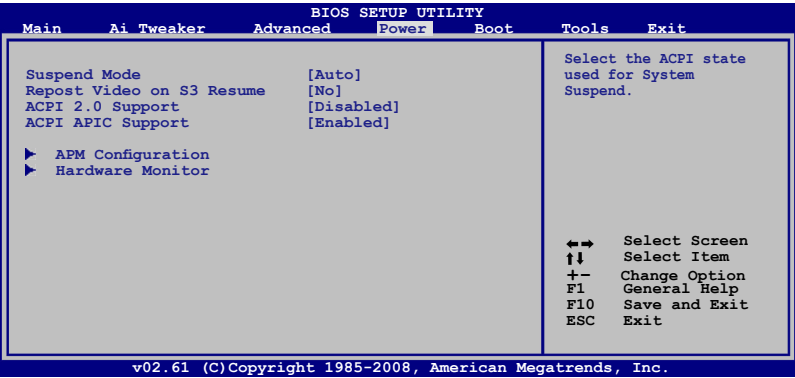 BIOS SETUP UTILITY
Main Ai Tweaker Advanced Power Boot Tools Exit
Suspend Mode [Auto]
Repost Video on S3 Resume [No]
ACPI 2.0 Support [Disabled]
ACPI APIC Support [Enabled]
APM Configuration
Hardware Monitor
Select the ACPI state
used for System
Suspend.
Select Screen
Select Item
+- Change Option
F1 General Help
F10 Save and Exit
ESC Exit
v02.61 (C)Copyright 1985-2008, American Megatrends, Inc.